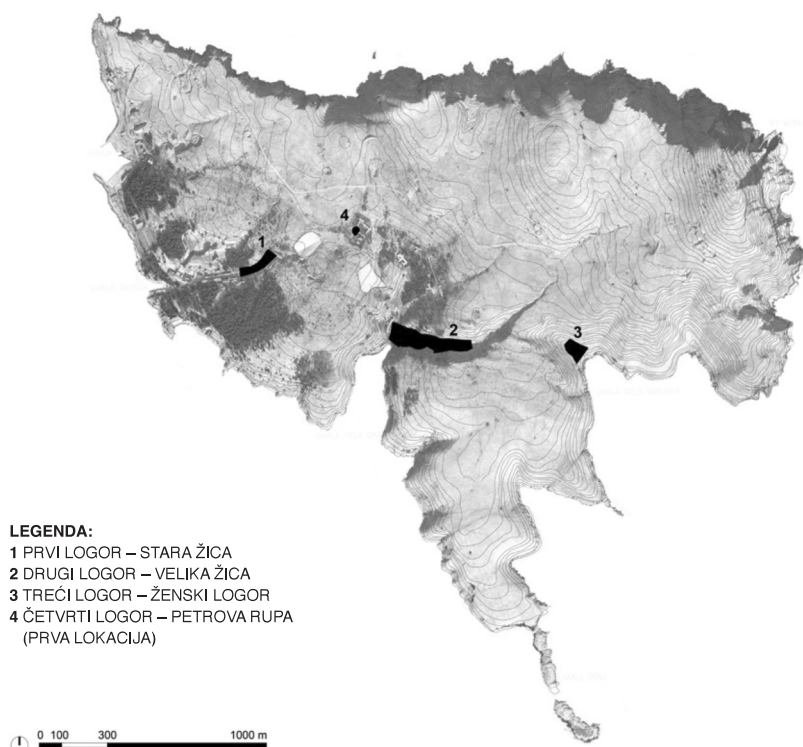 4
1
2
3
LEGENDA:
1 PRVI LOGOR – STARA ŽICA
2 DRUGI LOGOR – VELIKA ŽICA
3 TREĆI LOGOR – ŽENSKI LOGOR
4 ČETVRTI LOGOR – PETROVA RUPA
(PRVA LOKACIJA)
0 100 300 1000 m